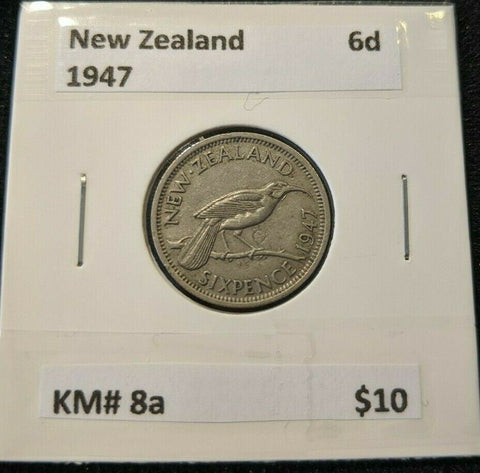 New Zealand 6d
1947
NEW·ZEALAND
SIXPENCE 1947
KM# 8a $10